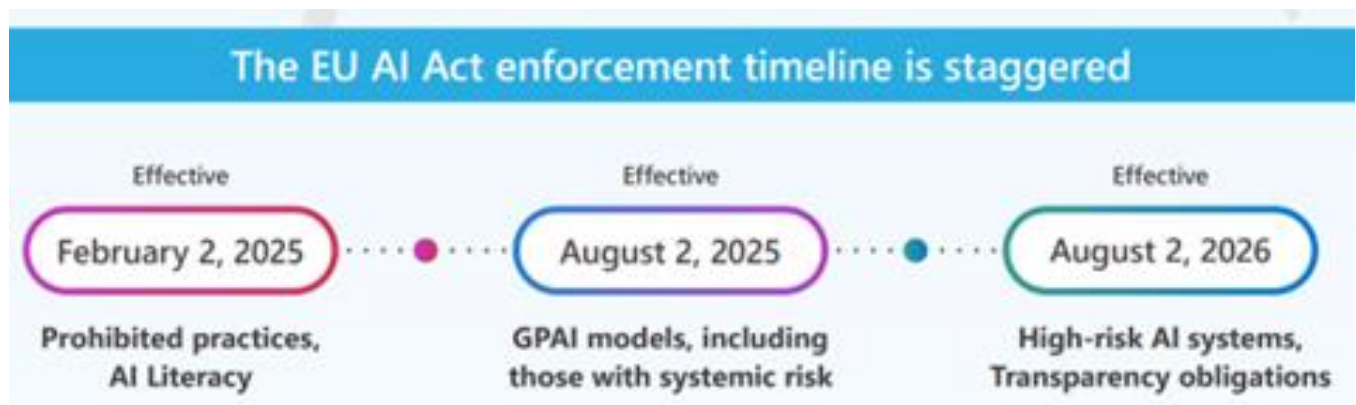 The EU AI Act enforcement timeline is staggered
Effective
February 2, 2025
Prohibited practices,
AI Literacy
Effective
August 2, 2025
GPAI models, including
those with systemic risk
Effective
August 2, 2026
High-risk AI systems,
Transparency obligations